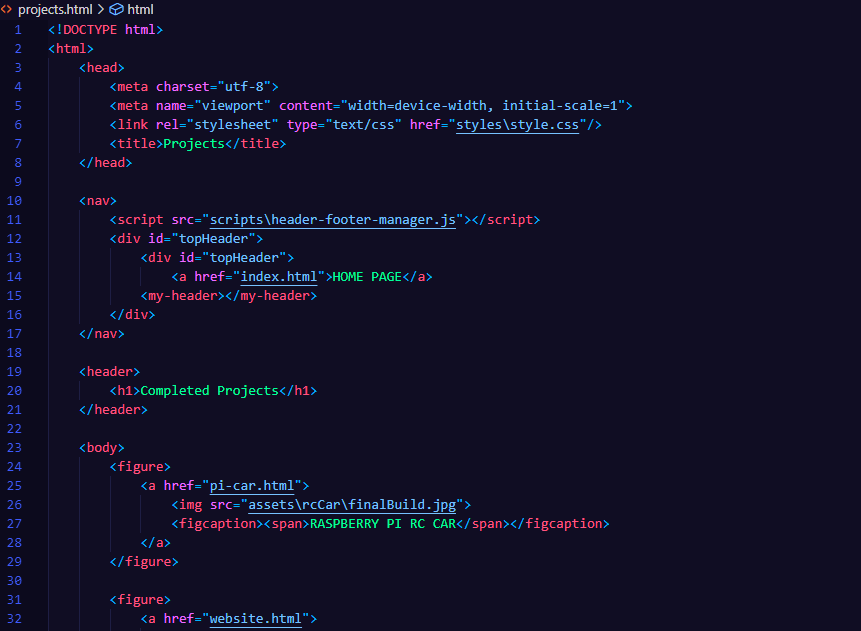 projects.html > html
1 <!DOCTYPE html>
2 <html>
3 <head>
4 <meta charset="utf-8">
5 <meta name="viewport" content="width=device-width, initial-scale=1">
6 <link rel="stylesheet" type="text/css" href="styles\style.css"/>
7 <title>Projects</title>
8 </head>
9
10 <nav>
11 <script src="scripts\header-footer-manager.js"></script>
12 <div id="topHeader">
13 <div id="topHeader">
14 <a href="index.html">HOME PAGE</a>
15 <my-header></my-header>
16 </div>
17 </nav>
18
19 <header>
20 <h1>Completed Projects</h1>
21 </header>
22
23 <body>
24 <figure>
25 <a href="pi-car.html">
26 <img src="assets\rcCar\finalBuild.jpg">
27 <figcaption><span>RASPBERRY PI RC CAR</span></figcaption>
28 </a>
29 </figure>
30
31 <figure>
32 <a href="website.html">